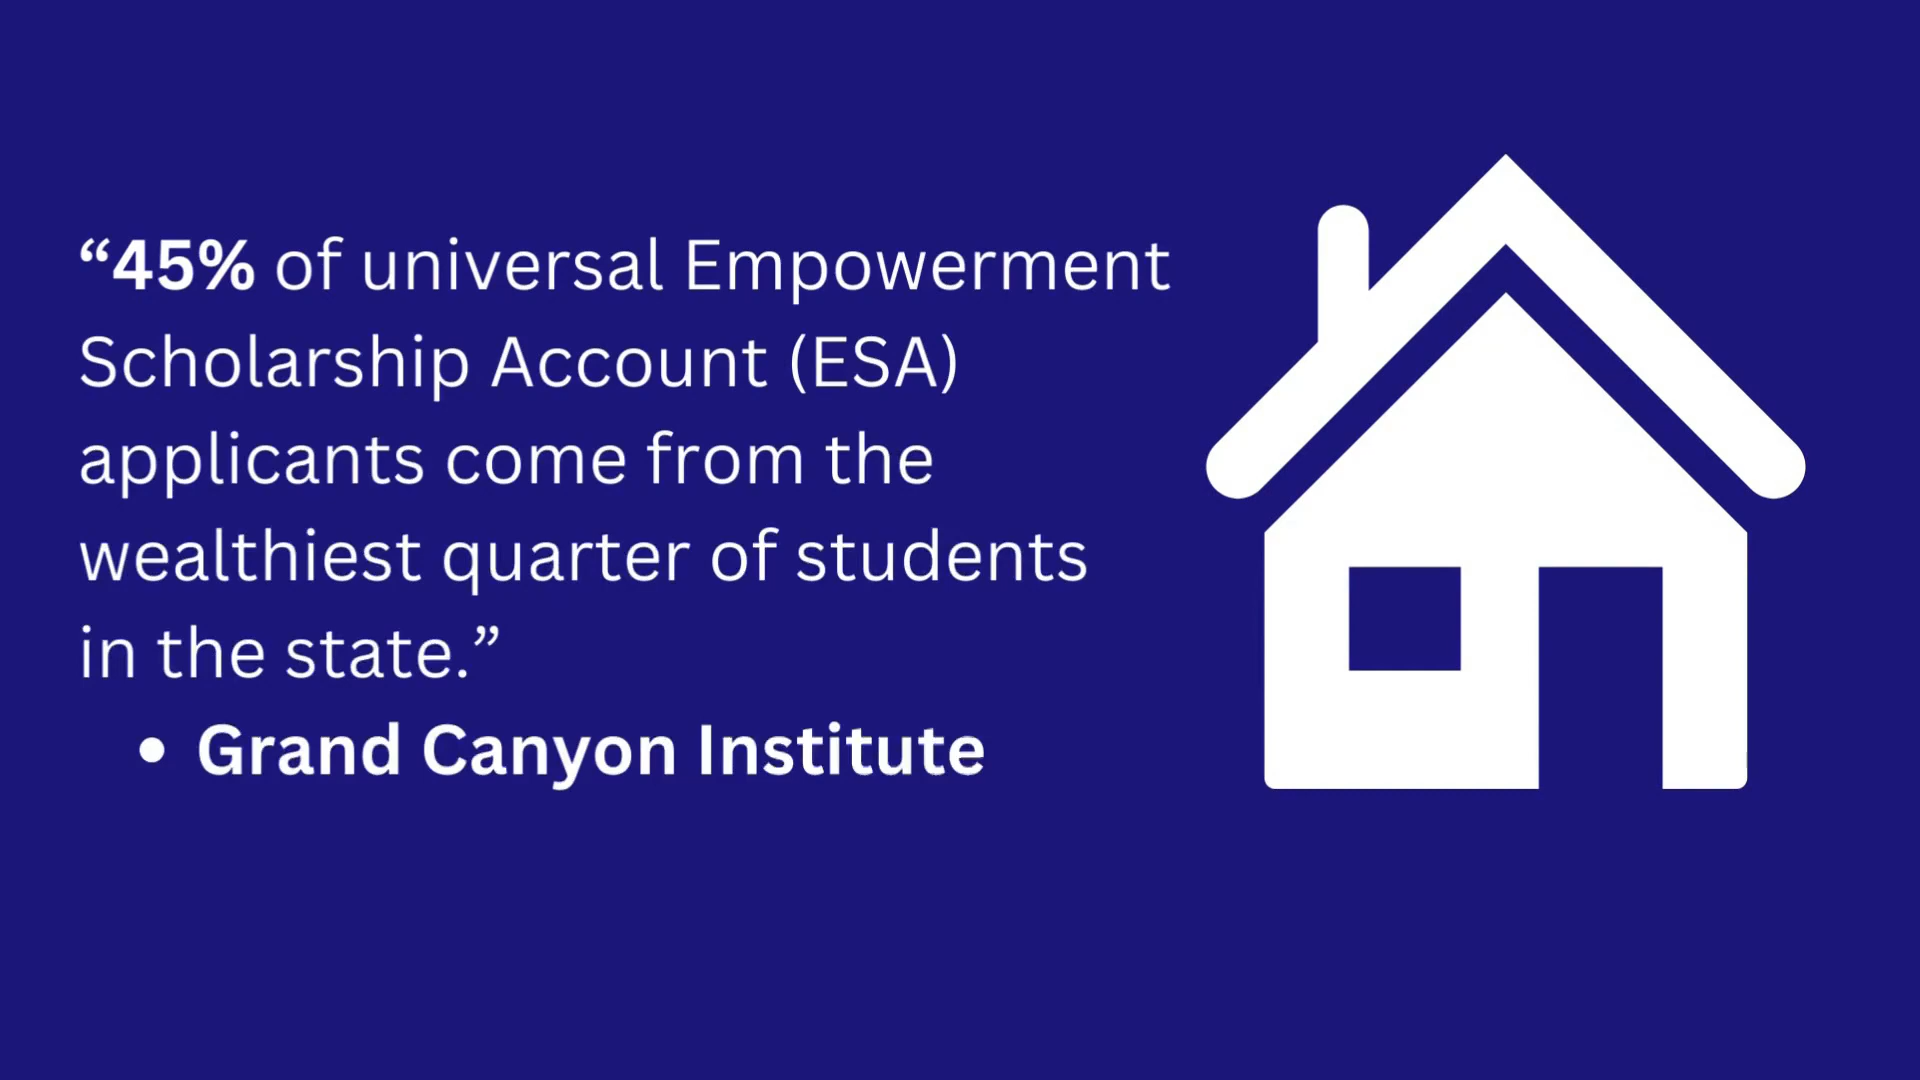 “45% of universal Empowerment
Scholarship Account (ESA)
applicants come from the
wealthiest quarter of students
in the state.”
• Grand Canyon Institute